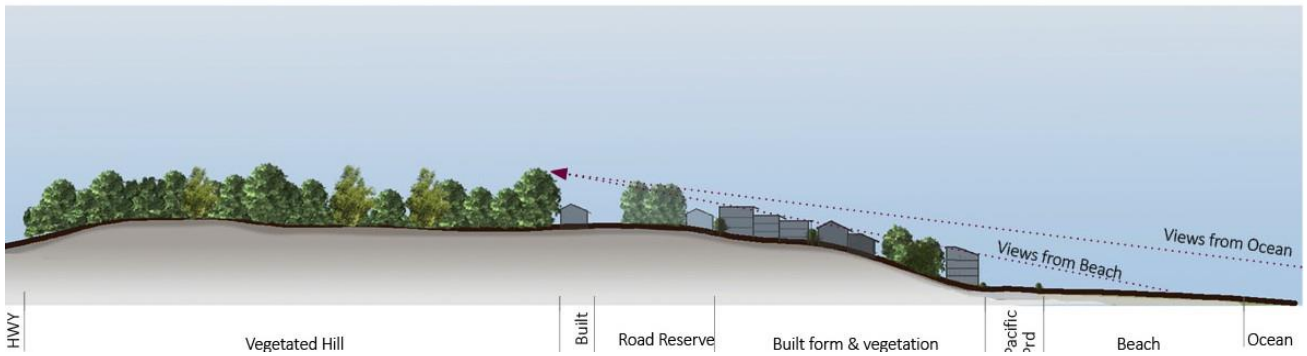 Views from Ocean
Views from Beach
HWY
Vegetated Hill
Built
Road Reserve
Built form & vegetation
Pacific
Prd
Beach
Ocean